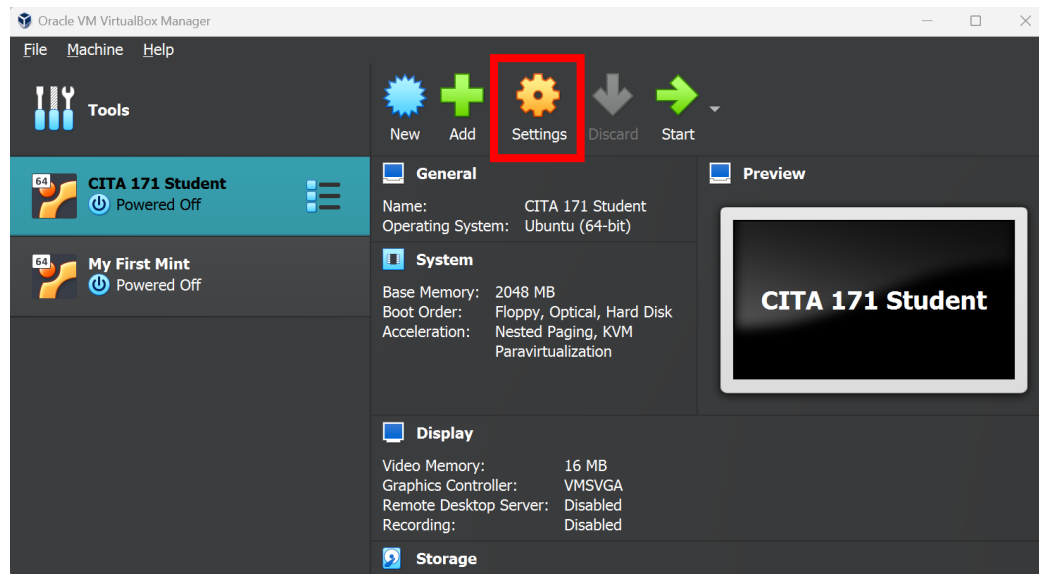 Oracle VM VirtualBox Manager
File Machine Help
Tools
New Add Settings Discard Start
64
CITA 171 Student
Powered Off
64
My First Mint
Powered Off
General
Name: CITA 171 Student
Operating System: Ubuntu (64-bit)
System
Base Memory: 2048 MB
Boot Order: Floppy, Optical, Hard Disk
Acceleration: Nested Paging, KVM
Paravirtualization
Preview
CITA 171 Student
Display
Video Memory: 16 MB
Graphics Controller: VMSVGA
Remote Desktop Server: Disabled
Recording: Disabled
Storage